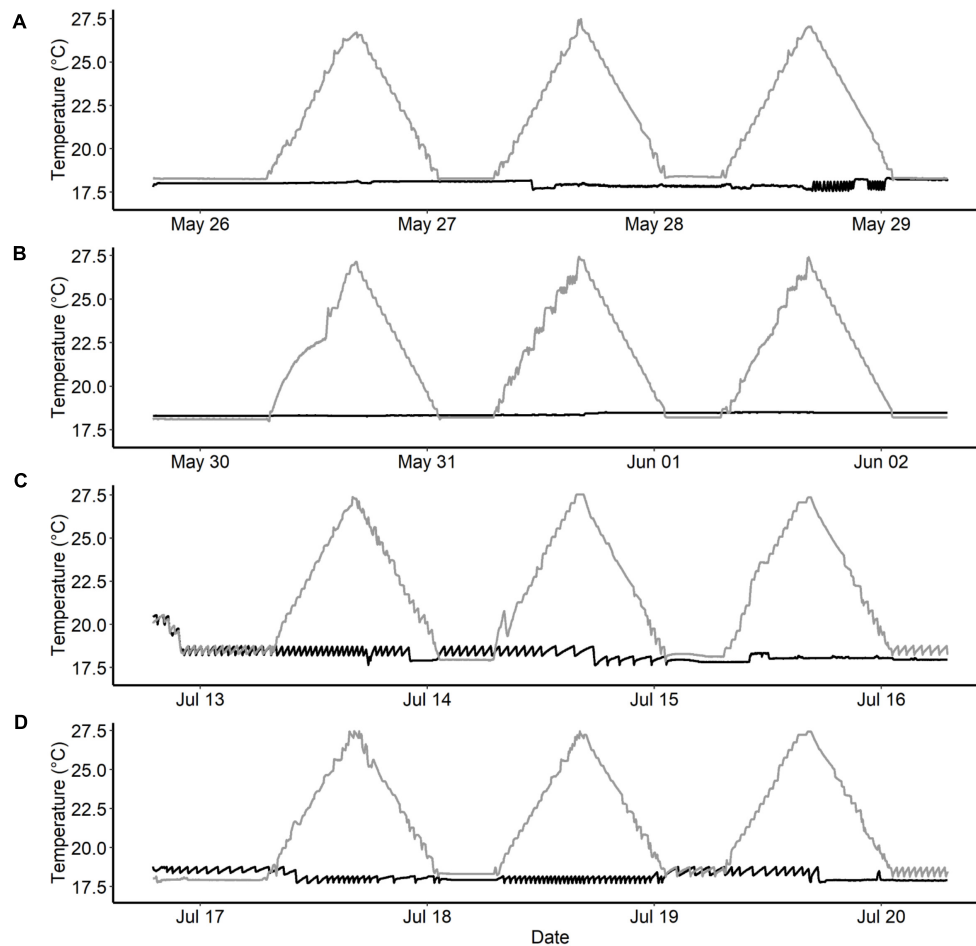 A
Temperature (°C)
27.5
25.0
22.5
20.0
17.5
May 26 May 27 May 28 May 29
B
Temperature (°C)
27.5
25.0
22.5
20.0
17.5
May 30 May 31 Jun 01 Jun 02
C
Temperature (°C)
27.5
25.0
22.5
20.0
17.5
Jul 13 Jul 14 Jul 15 Jul 16
D
Temperature (°C)
27.5
25.0
22.5
20.0
17.5
Jul 17 Jul 18 Jul 19 Jul 20
Date